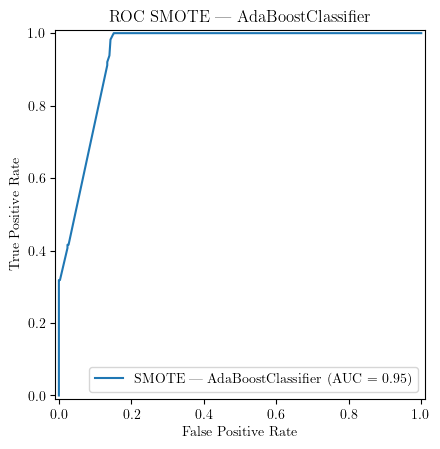 ROC SMOTE — AdaBoostClassifier
1.0
0.8
0.6
0.4
0.2
0.0
True Positive Rate
SMOTE — AdaBoostClassifier (AUC = 0.95)
0.0 0.2 0.4 0.6 0.8 1.0
False Positive Rate